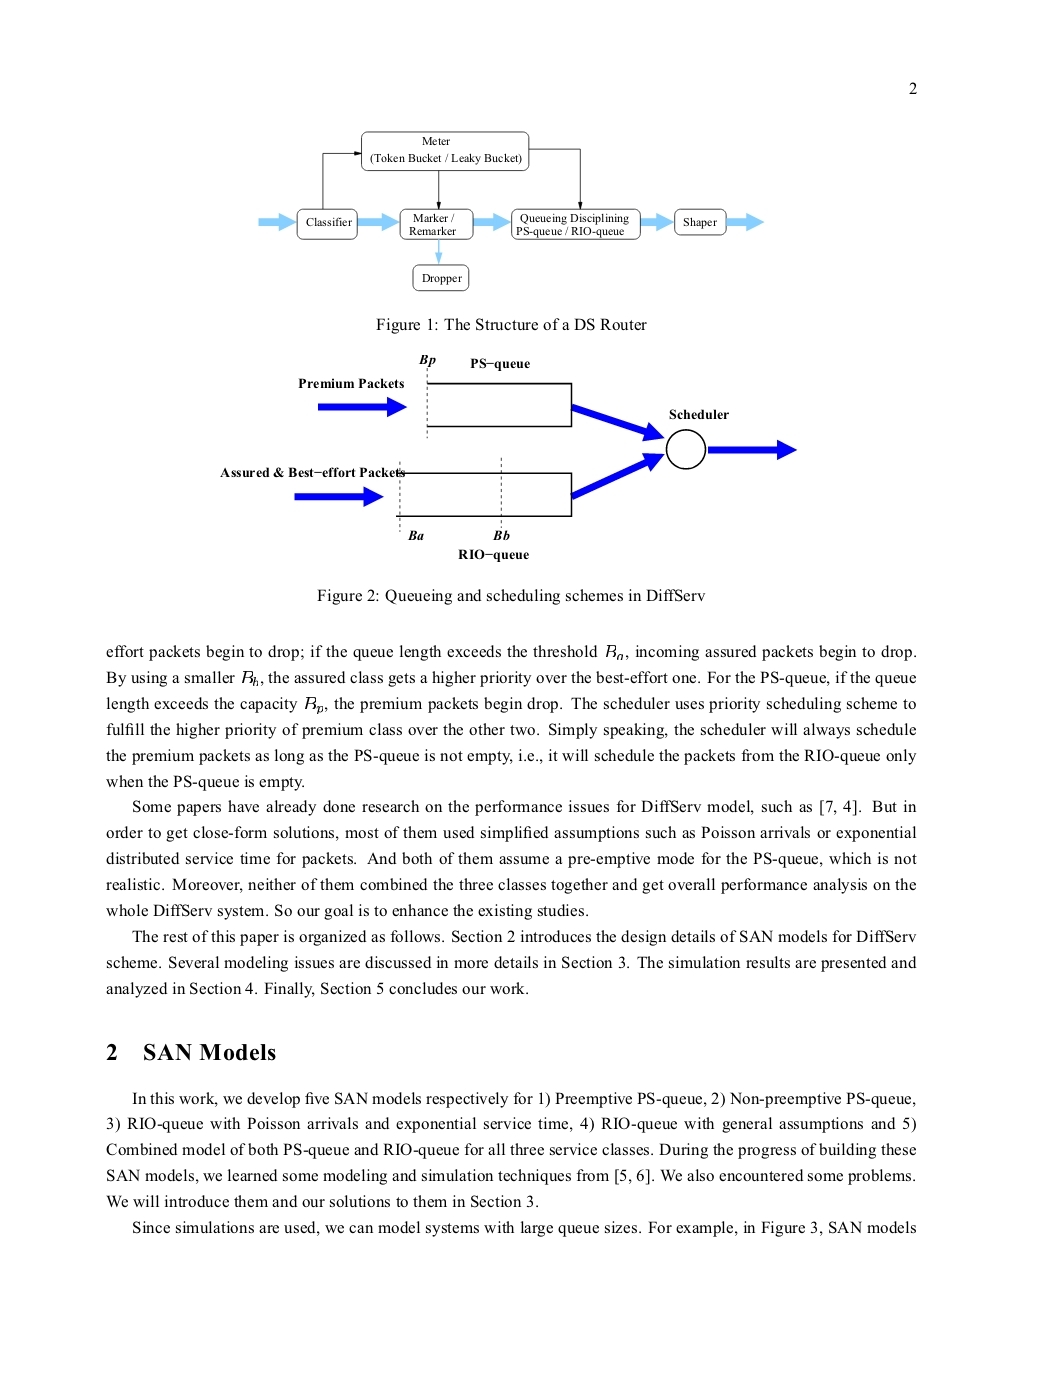 2
Meter
(Token Bucket / Leaky Bucket)
Classifier
Marker /
Remarker
Queueing Disciplining
PS-queue / RIO-queue
Shaper
Dropper
Figure 1: The Structure of a DS Router
Bp
PS−queue
Premium Packets
Scheduler
Assured & Best−effort Packets
Ba
Bb
RIO−queue
Figure 2: Queueing and scheduling schemes in DiffServ
effort packets begin to drop; if the queue length exceeds the threshold B_a, incoming assured packets begin to drop.
By using a smaller B_b, the assured class gets a higher priority over the best-effort one. For the PS-queue, if the queue
length exceeds the capacity B_p, the premium packets begin drop. The scheduler uses priority scheduling scheme to
fulfill the higher priority of premium class over the other two. Simply speaking, the scheduler will always schedule
the premium packets as long as the PS-queue is not empty, i.e., it will schedule the packets from the RIO-queue only
when the PS-queue is empty.
Some papers have already done research on the performance issues for DiffServ model, such as [7, 4]. But in
order to get close-form solutions, most of them used simplified assumptions such as Poisson arrivals or exponential
distributed service time for packets. And both of them assume a pre-emptive mode for the PS-queue, which is not
realistic. Moreover, neither of them combined the three classes together and get overall performance analysis on the
whole DiffServ system. So our goal is to enhance the existing studies.
The rest of this paper is organized as follows. Section 2 introduces the design details of SAN models for DiffServ
scheme. Several modeling issues are discussed in more details in Section 3. The simulation results are presented and
analyzed in Section 4. Finally, Section 5 concludes our work.
2 SAN Models
In this work, we develop five SAN models respectively for 1) Preemptive PS-queue, 2) Non-preemptive PS-queue,
3) RIO-queue with Poisson arrivals and exponential service time, 4) RIO-queue with general assumptions and 5)
Combined model of both PS-queue and RIO-queue for all three service classes. During the progress of building these
SAN models, we learned some modeling and simulation techniques from [5, 6]. We also encountered some problems.
We will introduce them and our solutions to them in Section 3.
Since simulations are used, we can model systems with large queue sizes. For example, in Figure 3, SAN models